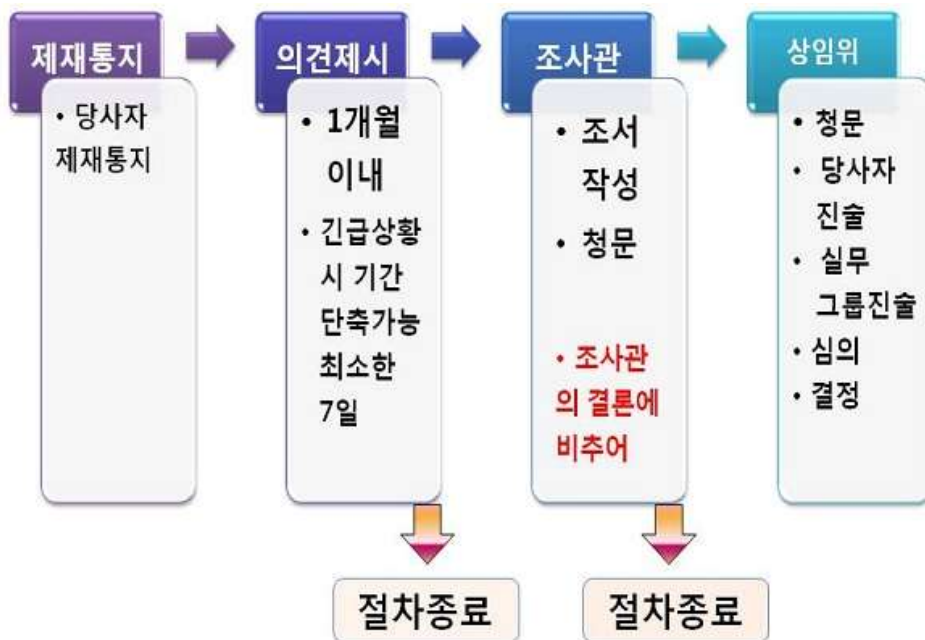 제재통지
• 당사자
제재통지
의견제시
• 1개월
이내
• 긴급상황
시 기간
단축가능
최소한
7일
조사관
• 조서
작성
• 청문
• 조사관
의 결론에
비추어
상임위
• 청문
• 당사자
진술
• 실무
그룹진술
• 심의
• 결정
절차종료
절차종료